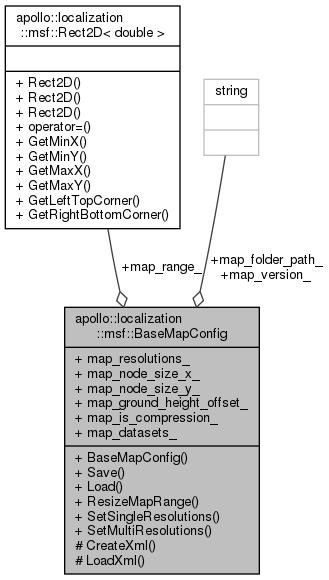 apollo::localization
::msf::Rect2D< double >
+ Rect2D()
+ Rect2D()
+ Rect2D()
+ operator=()
+ GetMinX()
+ GetMinY()
+ GetMaxX()
+ GetMaxY()
+ GetLeftTopCorner()
+ GetRightBottomCorner()
string
+map_range_
+map_folder_path_
+map_version_
apollo::localization
::msf::BaseMapConfig
+ map_resolutions_
+ map_node_size_x_
+ map_node_size_y_
+ map_ground_height_offset_
+ map_is_compression_
+ map_datasets_
+ BaseMapConfig()
+ Save()
+ Load()
+ ResizeMapRange()
+ SetSingleResolutions()
+ SetMultiResolutions()
# CreateXml()
# LoadXml()